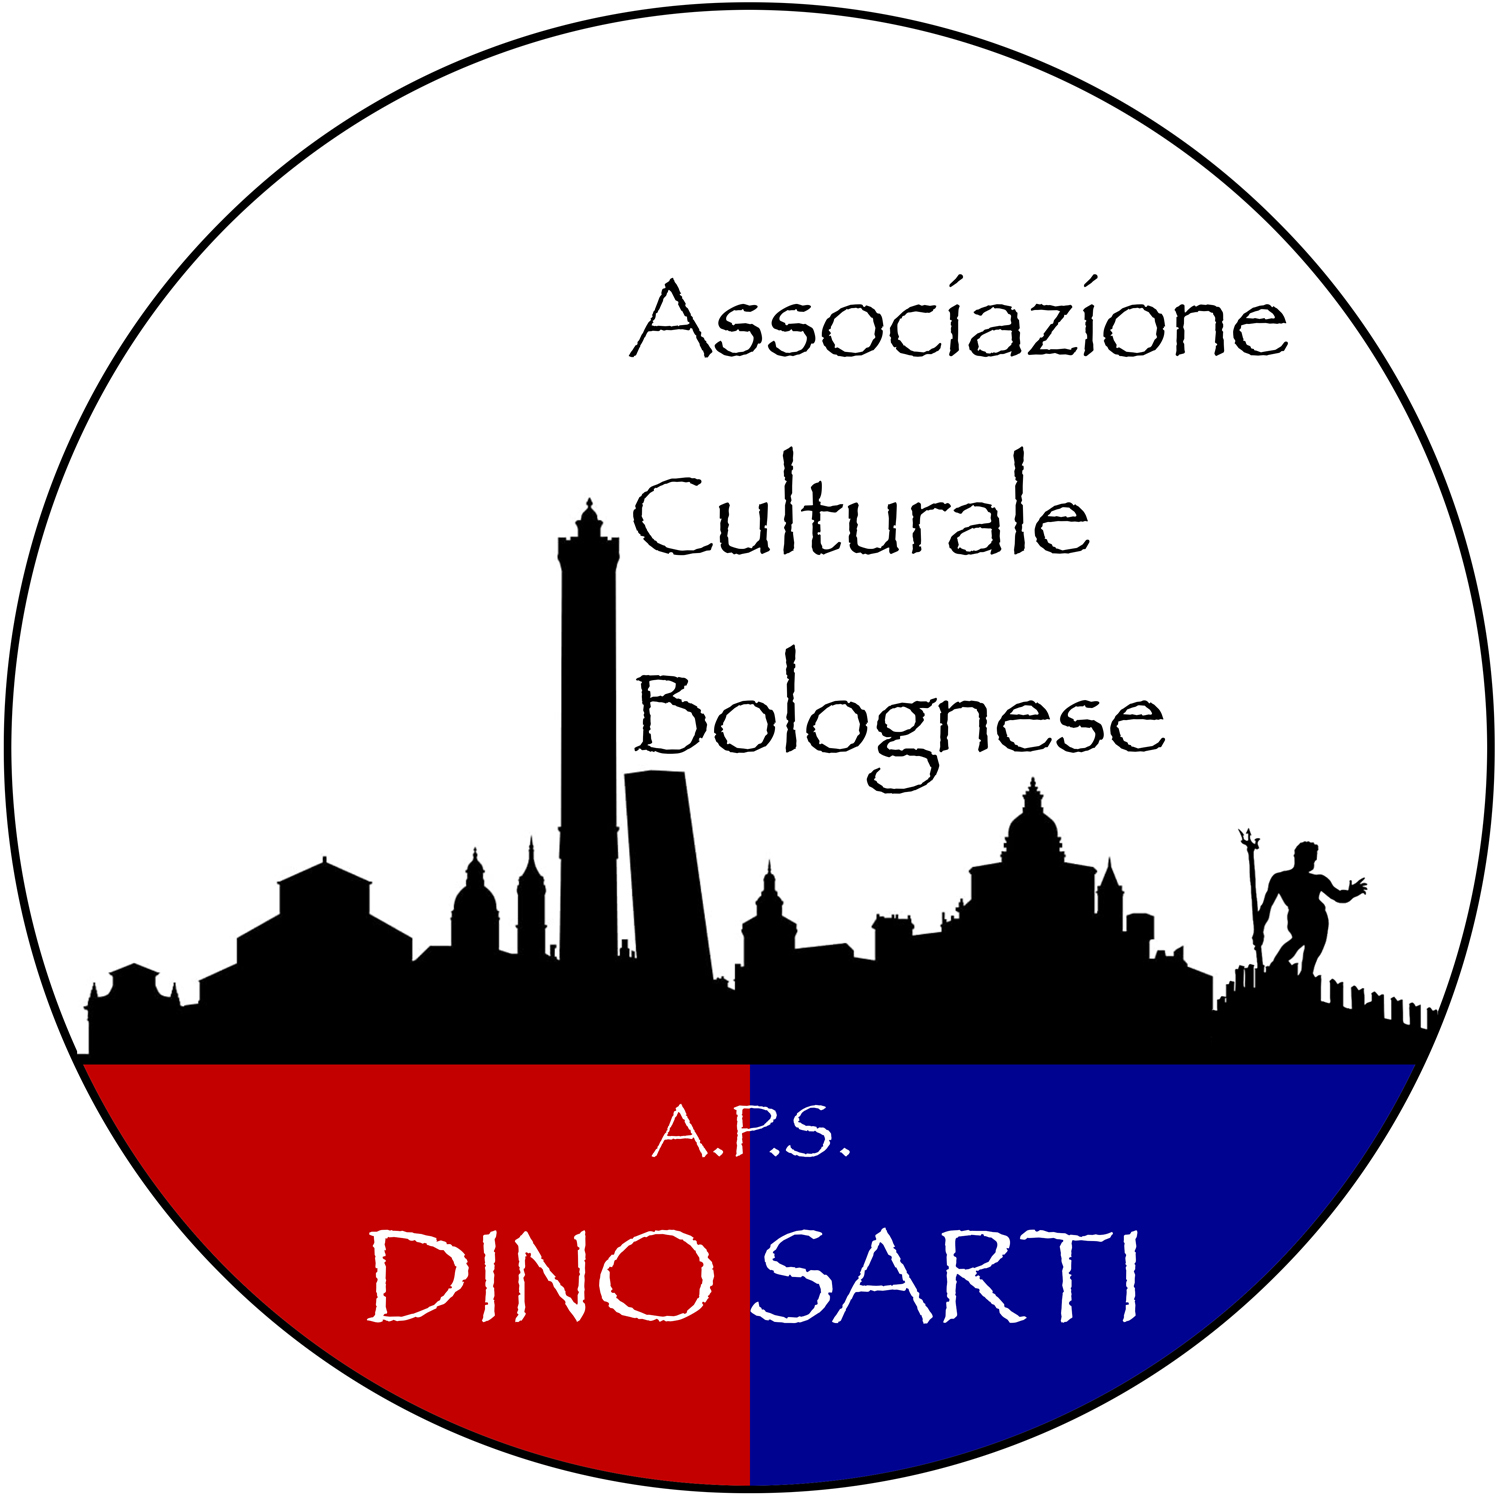 Associazione
Culturale
Bolognese
A.P.S.
DINO SARTI